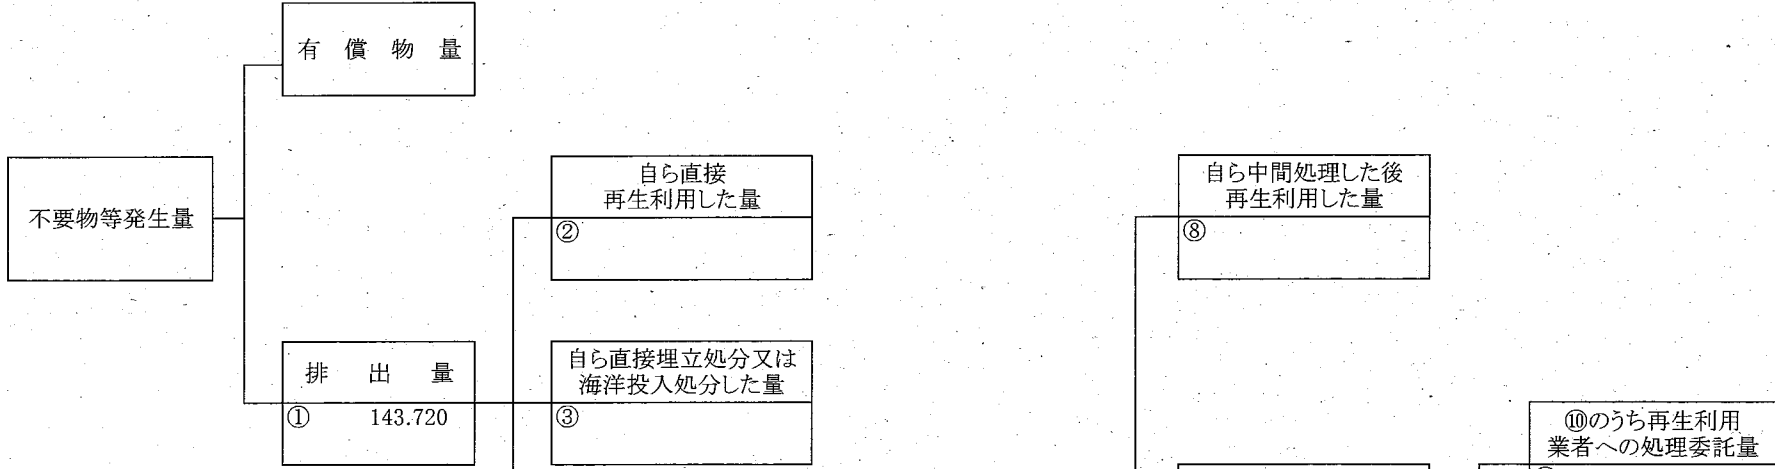 有償物量
不要物等発生量
自ら直接
再生利用した量
②
自ら中間処理した後
再生利用した量
⑧
排出量
① 143.720
自ら直接埋立処分又は
海洋投入処分した量
③
⑩のうち再生利用
業者への処理委託量